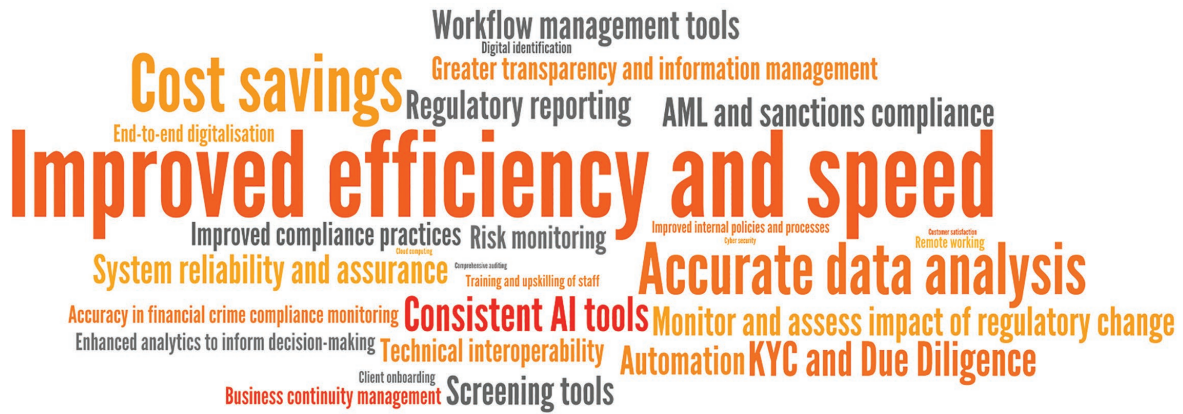 Workflow management tools
Digital identification
Cost savings
Greater transparency and information management
Regulatory reporting
AML and sanctions compliance
End-to-end digitalisation
Improved efficiency and speed
Improved compliance practices
Risk monitoring
Improved internal policies and processes
Customer satisfaction
Cyber security
Remote working
Cloud computing
System reliability and assurance
Comprehensive auditing
Training and upskilling of staff
Accurate data analysis
Accuracy in financial crime compliance monitoring
Consistent AI tools
Monitor and assess impact of regulatory change
Enhanced analytics to inform decision-making
Technical interoperability
Automation
KYC and Due Diligence
Client onboarding
Business continuity management
Screening tools